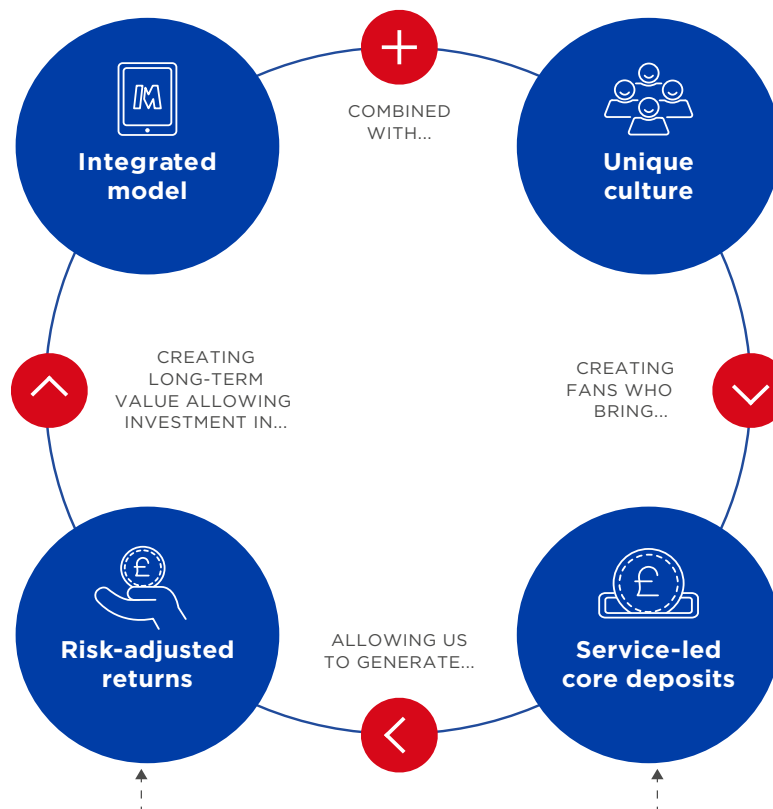 COMBINED
WITH...
Integrated
model
Unique
culture
CREATING
LONG-TERM
VALUE ALLOWING
INVESTMENT IN...
CREATING
FANS WHO
BRING...
£
£
Risk-adjusted
returns
ALLOWING US
TO GENERATE...
Service-led
core deposits